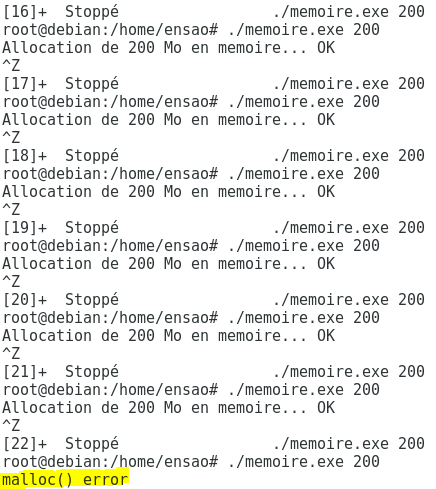 [16]+  Stoppé                 ./memoire.exe 200
root@debian:/home/ensao# ./memoire.exe 200
Allocation de 200 Mo en memoire... OK
^Z
[17]+  Stoppé                 ./memoire.exe 200
root@debian:/home/ensao# ./memoire.exe 200
Allocation de 200 Mo en memoire... OK
^Z
[18]+  Stoppé                 ./memoire.exe 200
root@debian:/home/ensao# ./memoire.exe 200
Allocation de 200 Mo en memoire... OK
^Z
[19]+  Stoppé                 ./memoire.exe 200
root@debian:/home/ensao# ./memoire.exe 200
Allocation de 200 Mo en memoire... OK
^Z
[20]+  Stoppé                 ./memoire.exe 200
root@debian:/home/ensao# ./memoire.exe 200
Allocation de 200 Mo en memoire... OK
^Z
[21]+  Stoppé                 ./memoire.exe 200
root@debian:/home/ensao# ./memoire.exe 200
Allocation de 200 Mo en memoire... OK
^Z
[22]+  Stoppé                 ./memoire.exe 200
root@debian:/home/ensao# ./memoire.exe 200
malloc() error